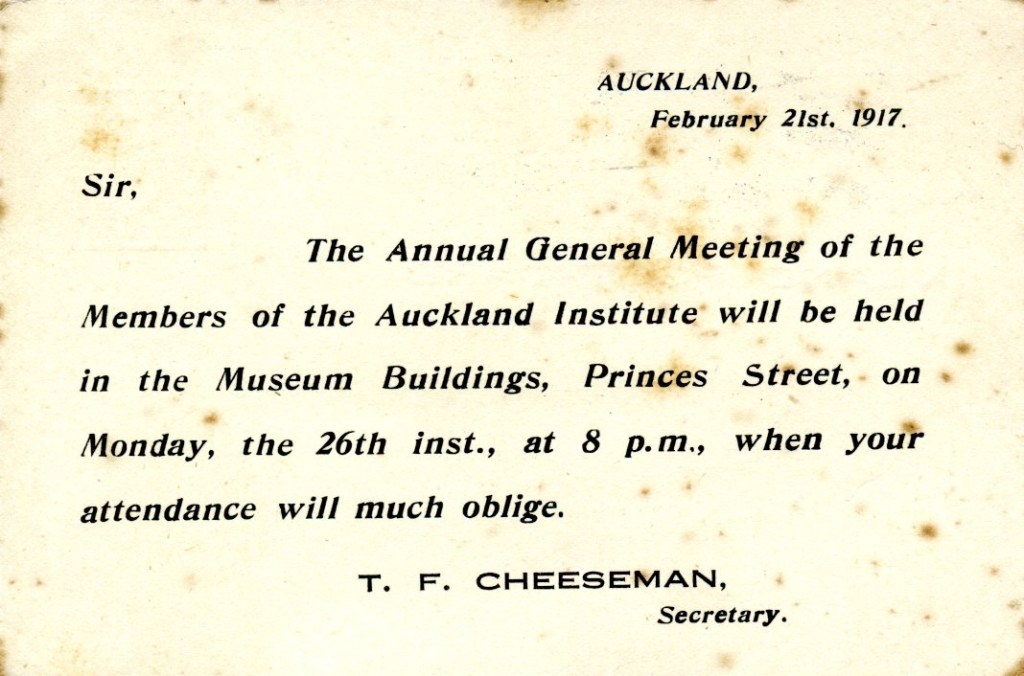 AUCKLAND,
February 21st. 1917.
Sir,
The Annual General Meeting of the
Members of the Auckland Institute will be held
in the Museum Buildings, Princes Street, on
Monday, the 26th inst., at 8 p.m., when your
attendance will much oblige.
T. F. CHEESEMAN,
Secretary.